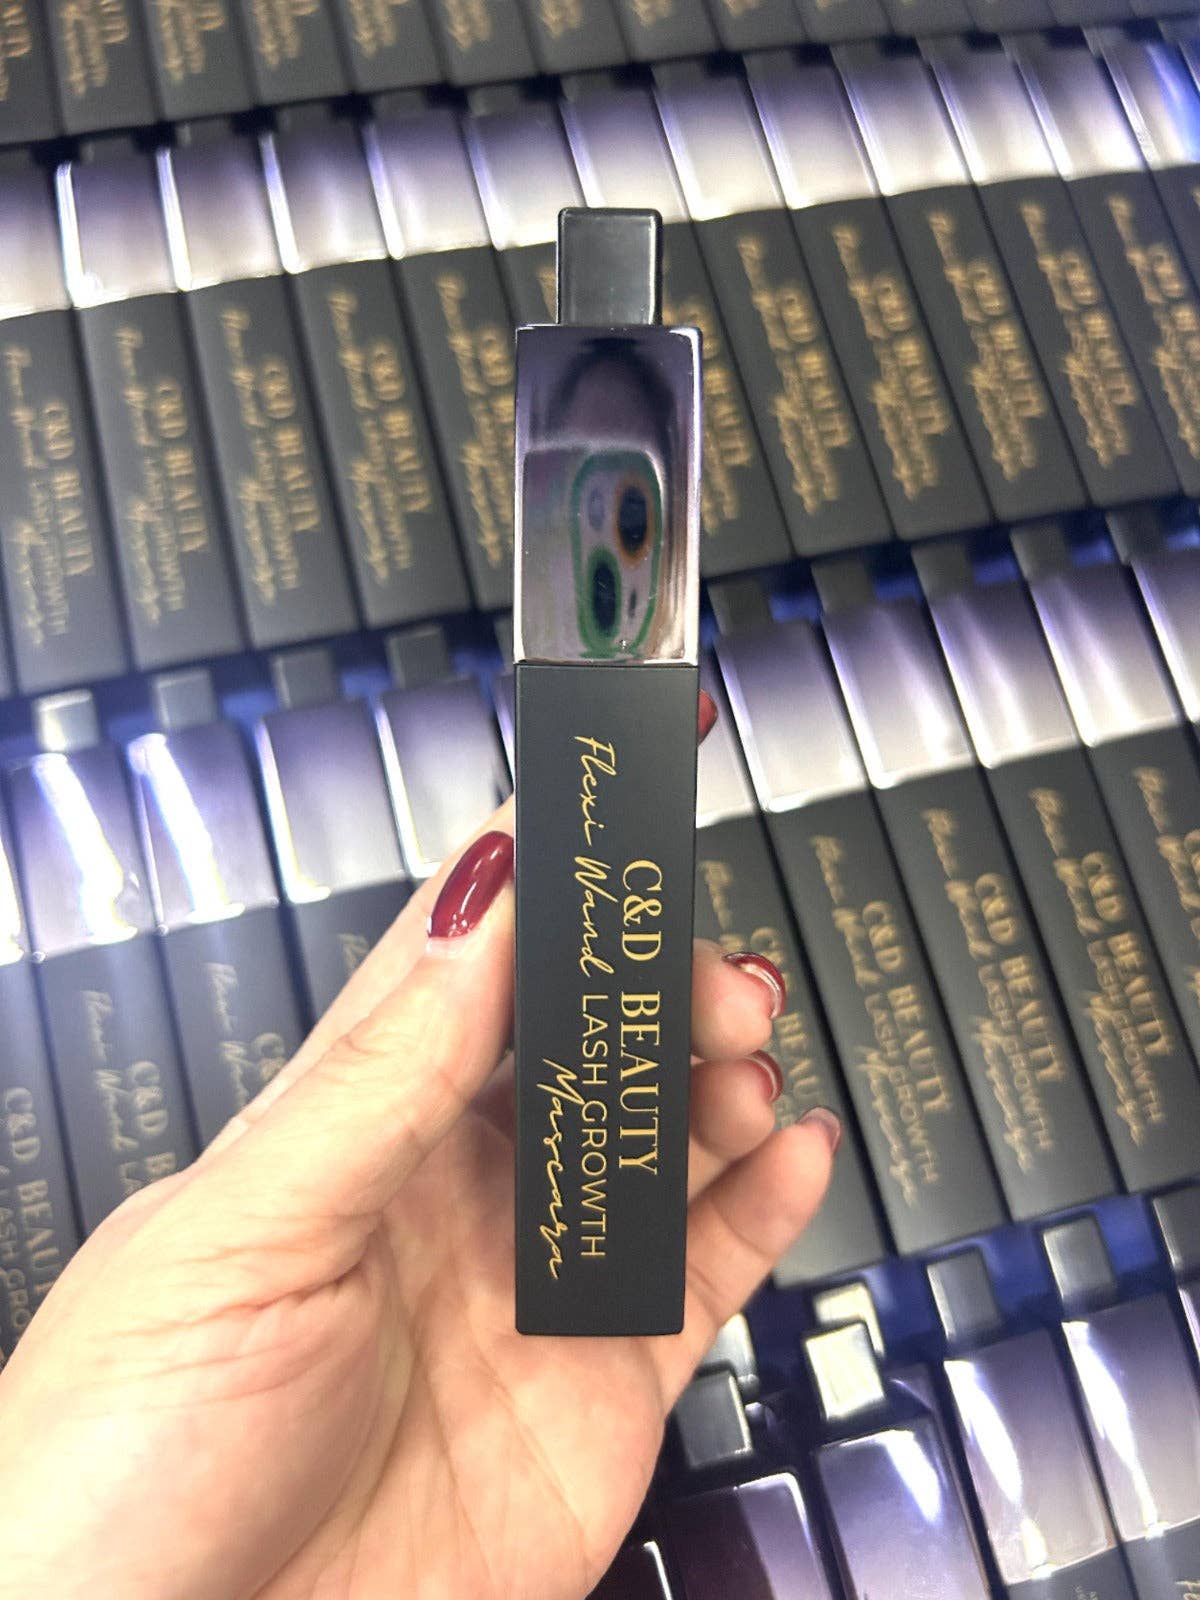 C&D BEAUTY
Flexi Wand LASH GROWTH
Mascara